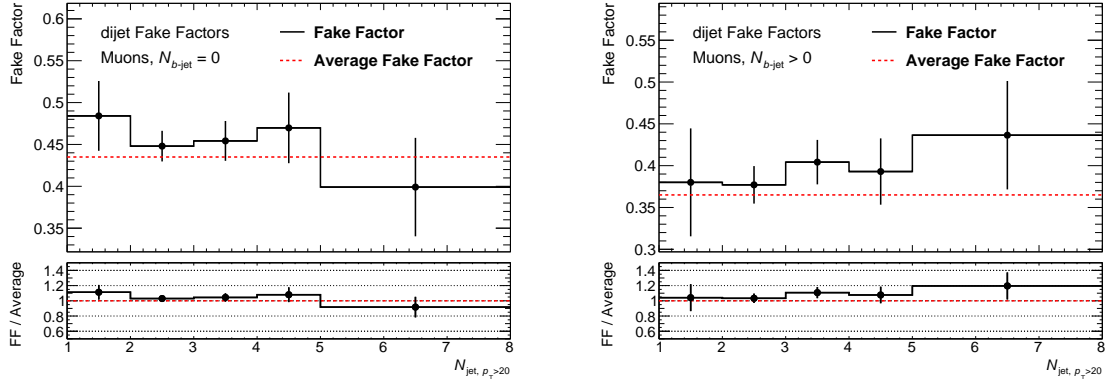 Fake Factor
0.6
0.55
0.5
0.45
0.4
0.35
dijet Fake Factors
Muons, N_b-jet = 0
Fake Factor
Average Fake Factor
FF / Average
1.4
1.2
1
0.8
0.6
1 2 3 4 5 6 7 8
N_jet, p_T>20
Fake Factor
0.55
0.5
0.45
0.4
0.35
0.3
dijet Fake Factors
Muons, N_b-jet > 0
Fake Factor
Average Fake Factor
FF / Average
1.4
1.2
1
0.8
0.6
1 2 3 4 5 6 7 8
N_jet, p_T>20